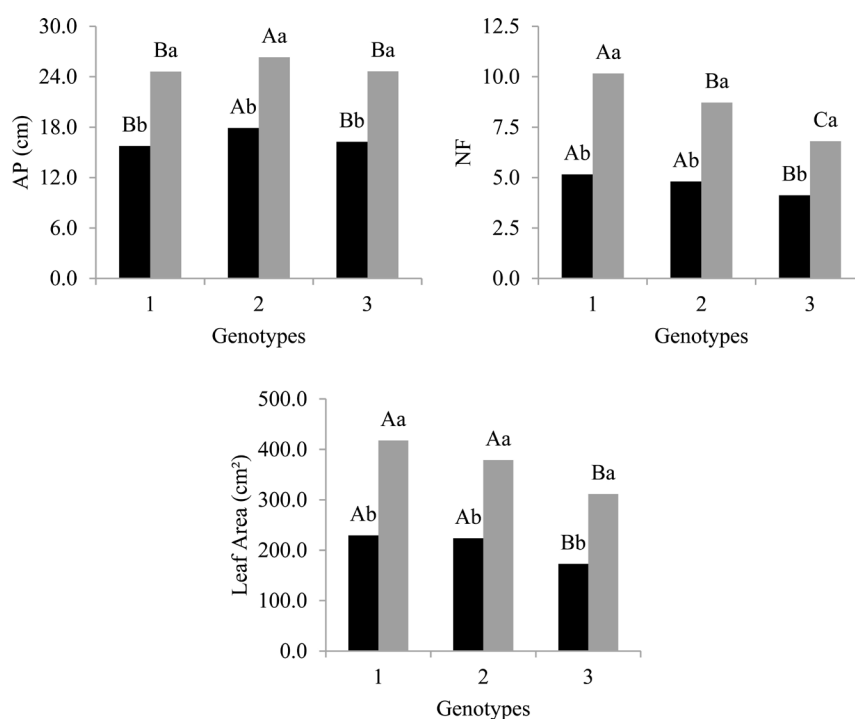 30.0
24.0
18.0
12.0
6.0
0.0
AP (cm)
Ba
Aa
Ba
Bb
Ab
Bb
1 2 3
Genotypes
12.5
10.0
7.5
5.0
2.5
0.0
NF
Aa
Ba
Ca
Ab
Ab
Bb
1 2 3
Genotypes
500.0
400.0
300.0
200.0
100.0
0.0
Leaf Area (cm²)
Aa
Aa
Ba
Ab
Ab
Bb
1 2 3
Genotypes